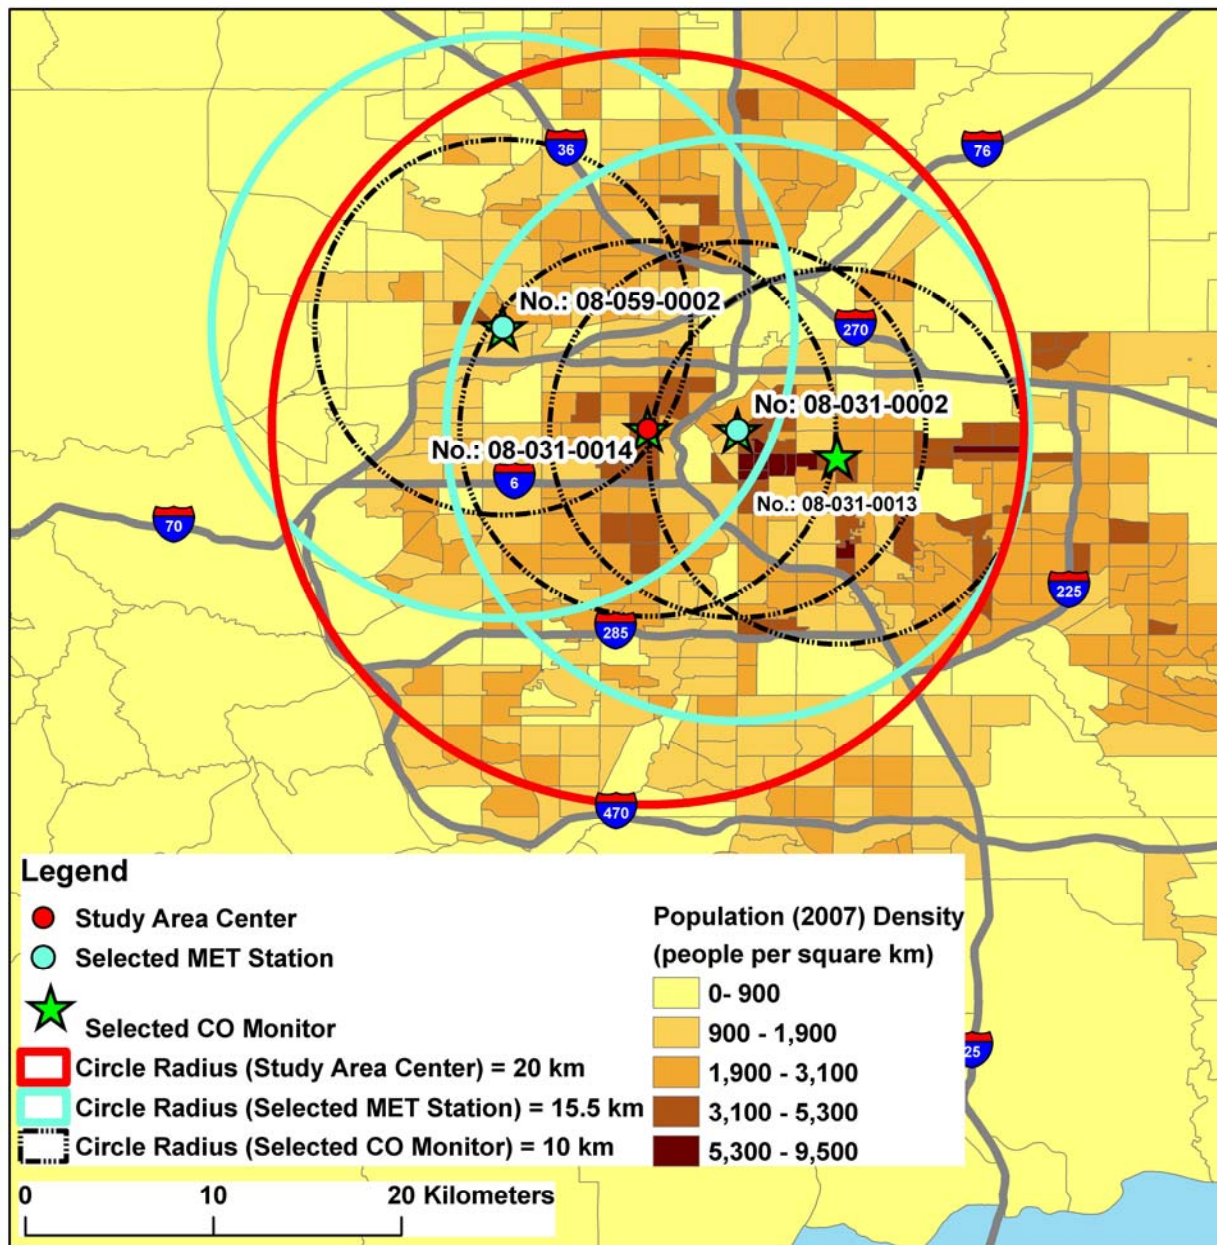 36
76
No.: 08-059-0002
270
No: 08-031-0002
No.: 08-031-0014
6
No.: 08-031-0013
70
225
285
470
Legend
Study Area Center
Selected MET Station
Selected CO Monitor
Circle Radius (Study Area Center) = 20 km
Circle Radius (Selected MET Station) = 15.5 km
Circle Radius (Selected CO Monitor) = 10 km
0 10 20 Kilometers
Population (2007) Density
(people per square km)
0- 900
900 - 1,900
1,900 - 3,100
3,100 - 5,300
5,300 - 9,500
25